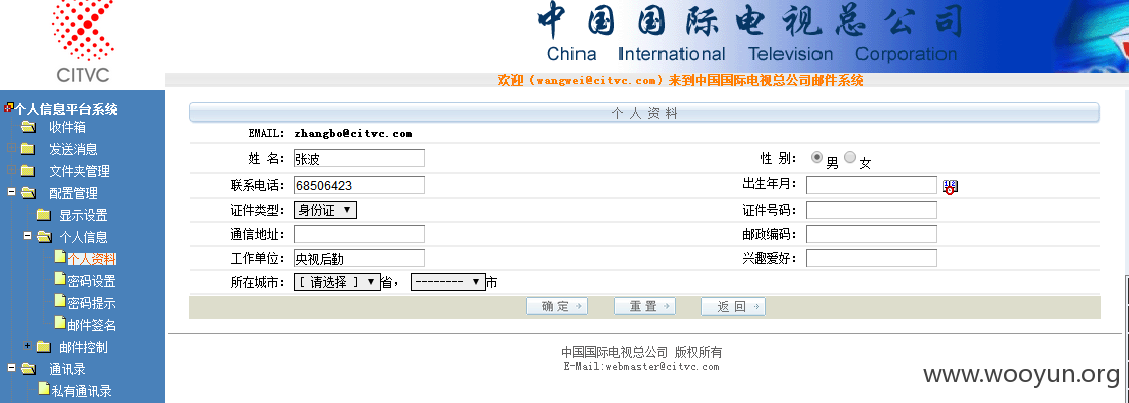 CITVC
中国国际电视总公司
China International Television Corporation
欢迎（wangwei@citvc.com）来到中国国际电视总公司邮件系统
个人信息平台系统
收件箱
发送消息
文件夹管理
配置管理
显示设置
个人信息
个人资料
密码设置
密码提示
邮件签名
邮件控制
通讯录
私有通讯录
个人资料
EMAIL: zhangbo@citvc.com
姓 名: 张波 性 别: 男 女
联系电话: 68506423 出生年月:
证件类型: 身份证 证件号码:
通信地址: 邮政编码:
工作单位: 央视后勤 兴趣爱好:
所在城市: [ 请选择 ] 省， -------- 市
确 定 重 置 返 回
中国国际电视总公司 版权所有
E-Mail:webmaster@citvc.com
www.wooyun.org